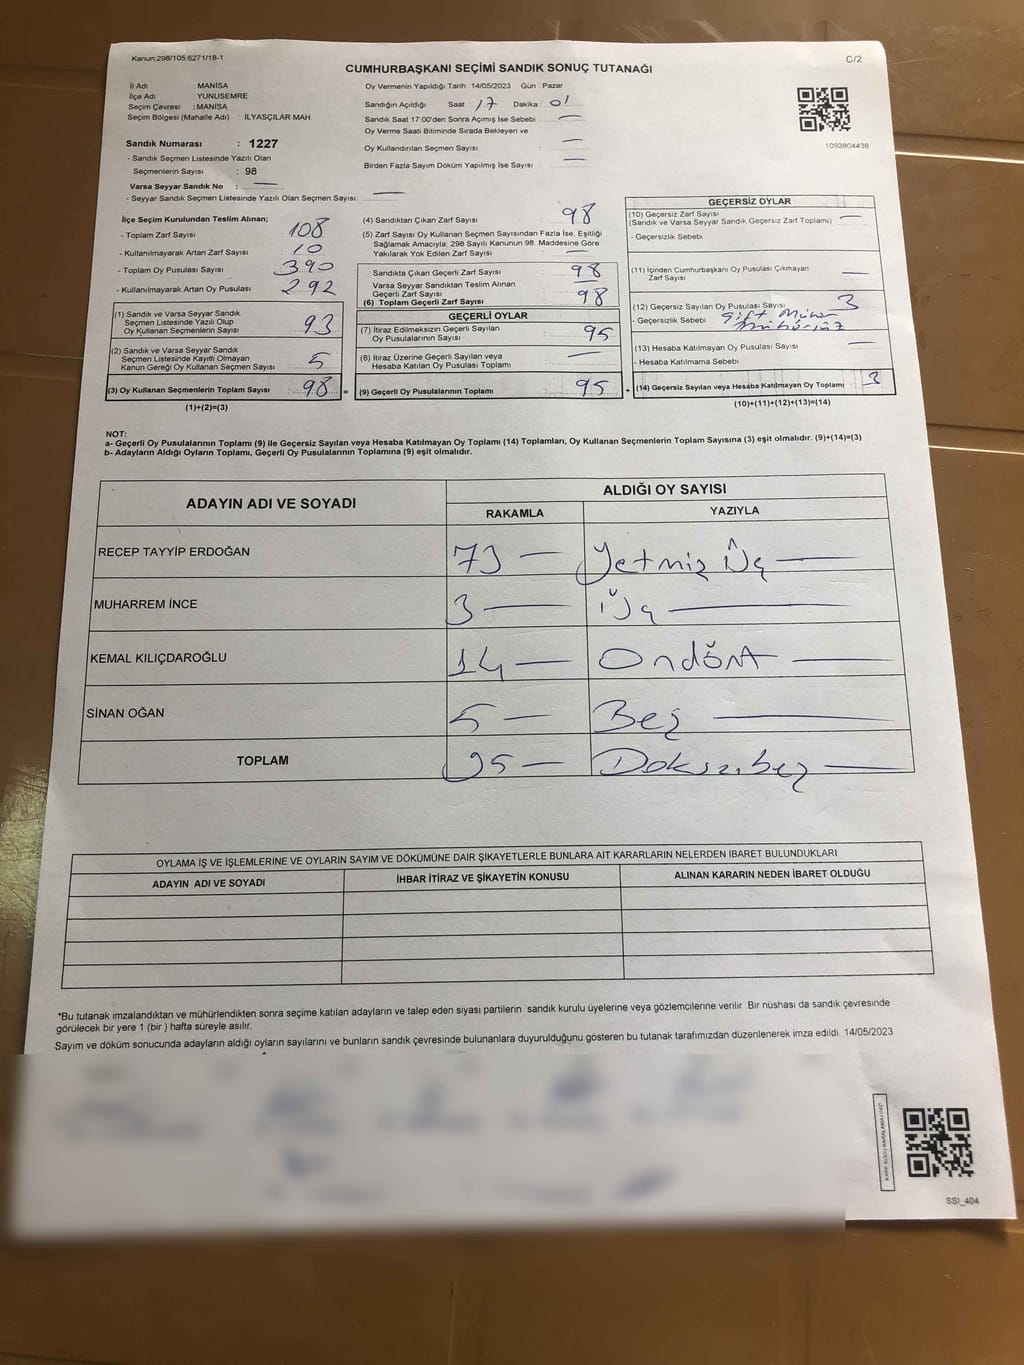 Kanun;298/105;6271/18-1
C/2
CUMHURBAŞKANI SEÇİMİ SANDIK SONUÇ TUTANAĞI
İl Adı MANİSA
İlçe Adı YUNUSEMRE
Seçim Çevresi : MANİSA
Seçim Bölgesi (Mahalle Adı) : İLYASÇILAR MAH.
Sandık Numarası : 1227
- Sandık Seçmen Listesinde Yazılı Olan
Seçmenlerin Sayısı : 98
Varsa Seyyar Sandık No : —
- Seyyar Sandık Seçmen Listesinde Yazılı Olan Seçmen Sayısı: —
Oy Vermenin Yapıldığı Tarih :14/05/2023 Gün : Pazar
Sandığın Açıldığı Saat : 17 Dakika : 01
Sandık Saat 17:00'den Sonra Açımış İse Sebebi : —
Oy Verme Saati Bitiminde Sırada Bekleyen ve
Oy Kullandırılan Seçmen Sayısı : —
Birden Fazla Sayım Döküm Yapılmış İse Sayısı : —
1093804438
İlçe Seçim Kurulundan Teslim Alınan;
- Toplam Zarf Sayısı : 108
- Kullanılmayarak Artan Zarf Sayısı : 10
- Toplam Oy Pusulası Sayısı : 390
- Kullanılmayarak Artan Oy Pusulası : 292
(1) Sandık ve Varsa Seyyar Sandık
Seçmen Listesinde Yazılı Olup
Oy Kullanan Seçmenlerin Sayısı : 93
(2) Sandık ve Varsa Seyyar Sandık
Seçmen Listesinde Kayıtlı Olmayan
Kanun Gereği Oy Kullanan Seçmen Sayısı : 5
(3) Oy Kullanan Seçmenlerin Toplam Sayısı : 98 =
(1)+(2)=(3)
(4) Sandıktan Çıkan Zarf Sayısı : 98
(5) Zarf Sayısı Oy Kullanan Seçmen Sayısından Fazla İse, Eşitliği
Sağlamak Amacıyla; 298 Sayılı Kanunun 98. Maddesine Göre
Yakılarak Yok Edilen Zarf Sayısı : —
Sandıkta Çıkan Geçerli Zarf Sayısı : 98
Varsa Seyyar Sandıktan Teslim Alınan
Geçerli Zarf Sayısı : —
(6) Toplam Geçerli Zarf Sayısı : 98
GEÇERLİ OYLAR
(7) İtiraz Edilmeksizin Geçerli Sayılan
Oy Pusulalarının Sayısı : 95
(8) İtiraz Üzerine Geçerli Sayılan veya
Hesaba Katılan Oy Pusulası Toplamı : —
(9) Geçerli Oy Pusulalarının Toplamı : 95 +
GEÇERSİZ OYLAR
(10) Geçersiz Zarf Sayısı
(Sandık ve Varsa Seyyar Sandık Geçersiz Zarf Toplamı) : —
- Geçersizlik Sebebi
(11) İçinden Cumhurbaşkanı Oy Pusulası Çıkmayan
Zarf Sayısı : —
(12) Geçersiz Sayılan Oy Pusulası Sayısı : 3
- Geçersizlik Sebebi : Çift Mühür
Mühürsüz
(13) Hesaba Katılmayan Oy Pusulası Sayısı : —
- Hesaba Katılmama Sebebi
(14) Geçersiz Sayılan veya Hesaba Katılmayan Oy Toplamı : 3
(10)+(11)+(12)+(13)=(14)
NOT:
a- Geçerli Oy Pusulalarının Toplamı (9) ile Geçersiz Sayılan veya Hesaba Katılmayan Oy Toplamı (14) Toplamları, Oy Kullanan Seçmenlerin Toplam Sayısına (3) eşit olmalıdır. (9)+(14)=(3)
b- Adayların Aldığı Oyların Toplamı, Geçerli Oy Pusulalarının Toplamına (9) eşit olmalıdır.
ADAYIN ADI VE SOYADI
ALDIĞI OY SAYISI
RAKAMLA YAZIYLA
RECEP TAYYİP ERDOĞAN 73 — Yetmiş Üç —
MUHARREM İNCE 3 — Üç —
KEMAL KILIÇDAROĞLU 14 — Ondört —
SİNAN OĞAN 5 — Beş —
TOPLAM 95 — Doksanbeş —
OYLAMA İŞ VE İŞLEMLERİNE VE OYLARIN SAYIM VE DÖKÜMÜNE DAİR ŞİKAYETLERLE BUNLARA AİT KARARLARIN NELERDEN İBARET BULUNDUKLARI
ADAYIN ADI VE SOYADI İHBAR İTİRAZ VE ŞİKAYETİN KONUSU ALINAN KARARIN NEDEN İBARET OLDUĞU
*Bu tutanak imzalandıktan ve mühürlendikten sonra seçime katılan adayların ve talep eden siyasi partilerin sandık kurulu üyelerine veya gözlemcilerine verilir. Bir nüshası da sandık çevresinde
görülecek bir yere 1 (bir ) hafta süreyle asılır.
Sayım ve döküm sonucunda adayların aldığı oyların sayılarını ve bunların sandık çevresinde bulunanlara duyurulduğunu gösteren bu tutanak tarafımızdan düzenlenerek imza edildi. 14/05/2023
SSI_404